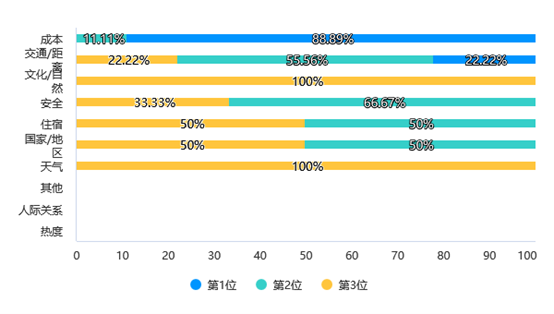 成本
11.11%
88.89%
交通/距
离
22.22%
55.56%
22.22%
文化/自
然
100%
安全
33.33%
66.67%
住宿
50%
50%
国家/地
区
50%
50%
天气
100%
其他
人际关系
热度
0 10 20 30 40 50 60 70 80 90 100
第1位 第2位 第3位